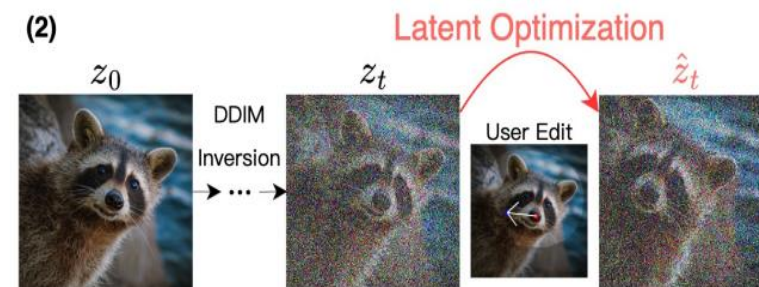 (2)
Latent Optimization
z₀
zₜ
ẑₜ
DDIM
Inversion
...
User Edit